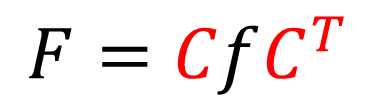 F = CfC^T